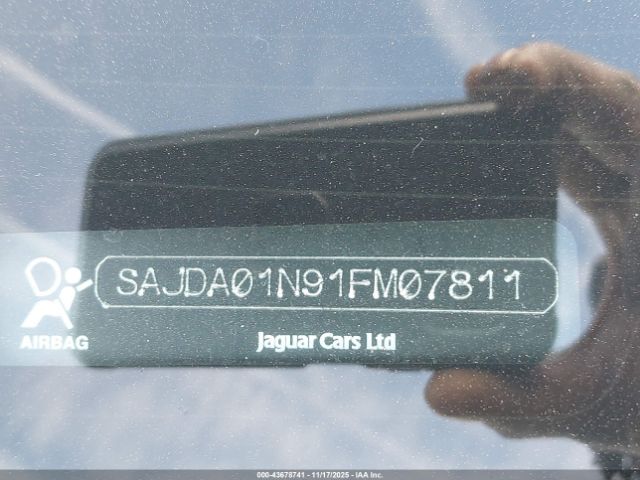 SAJDA01N91FM07811
AIRBAG
Jaguar Cars Ltd
000-43678741 - 11/17/2025 - IAA Inc.